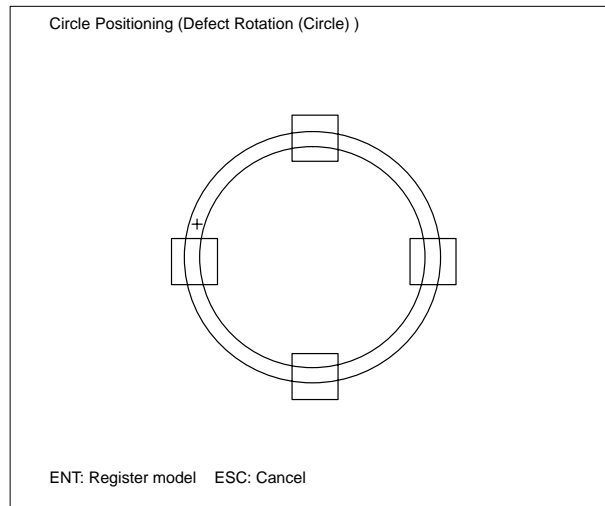 Circle Positioning (Defect Rotation (Circle) )
ENT: Register model ESC: Cancel